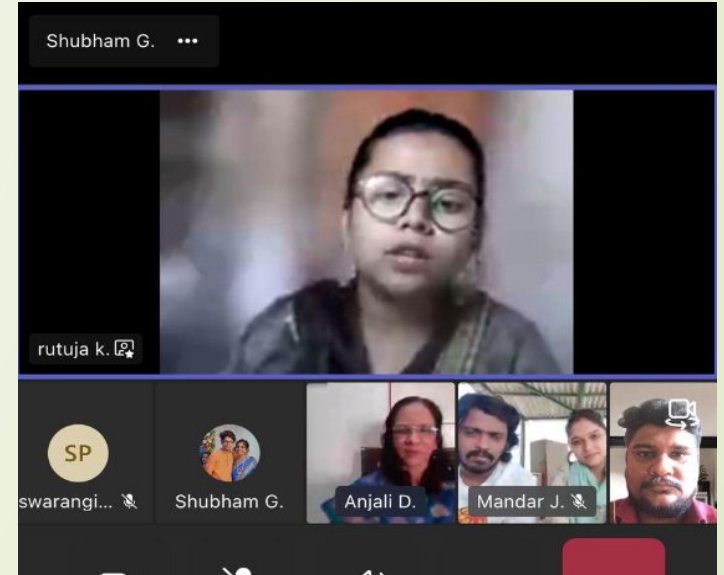 Shubham G. •••
rutuja k.
SP
swarangi...
Shubham G.
Anjali D.
Mandar J.